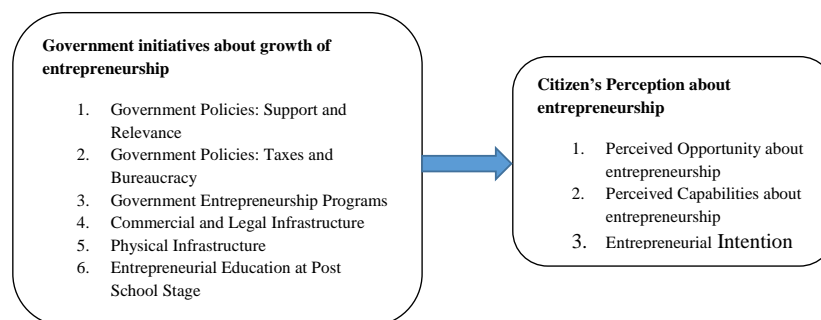 Government initiatives about growth of
entrepreneurship
1. Government Policies: Support and
Relevance
2. Government Policies: Taxes and
Bureaucracy
3. Government Entrepreneurship Programs
4. Commercial and Legal Infrastructure
5. Physical Infrastructure
6. Entrepreneurial Education at Post
School Stage
Citizen's Perception about
entrepreneurship
1. Perceived Opportunity about
entrepreneurship
2. Perceived Capabilities about
entrepreneurship
3. Entrepreneurial Intention